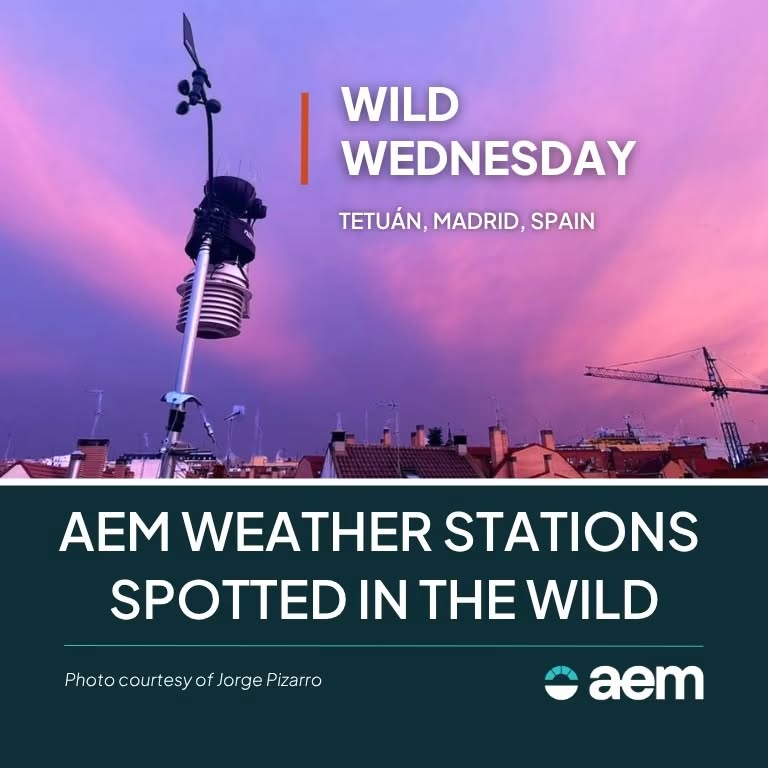 WILD
WEDNESDAY
TETUÁN, MADRID, SPAIN
AEM WEATHER STATIONS
SPOTTED IN THE WILD
Photo courtesy of Jorge Pizarro
aem